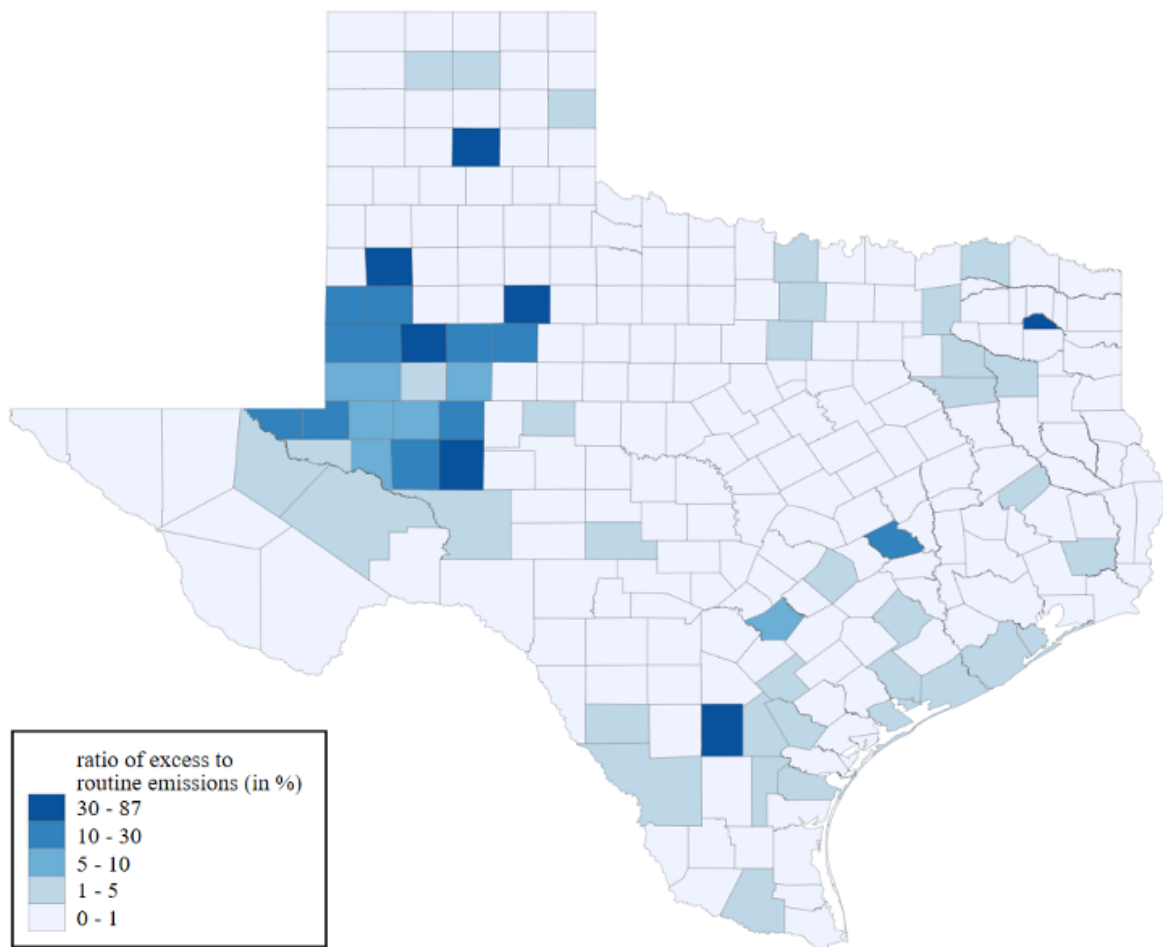 ratio of excess to
routine emissions (in %)
30 - 87
10 - 30
5 - 10
1 - 5
0 - 1